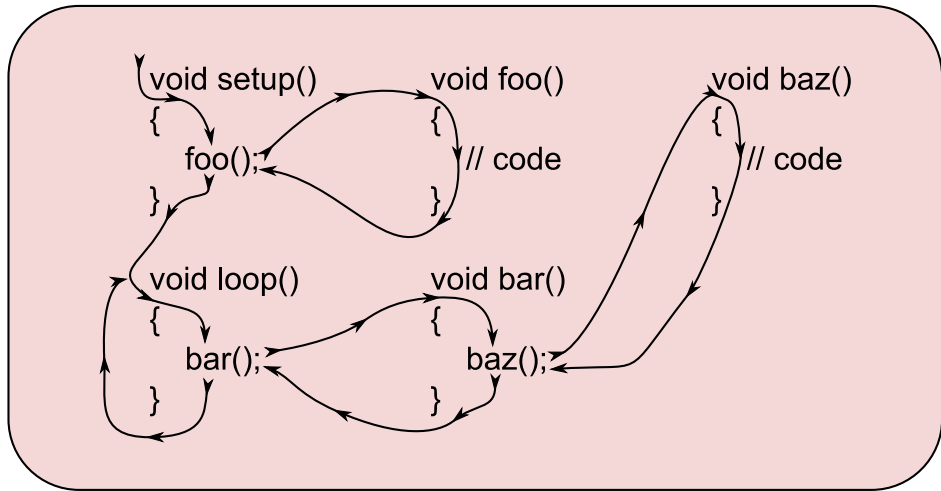 void setup()
{
foo();
}
void foo()
{
// code
}
void baz()
{
// code
}
void loop()
{
bar();
}
void bar()
{
baz();
}